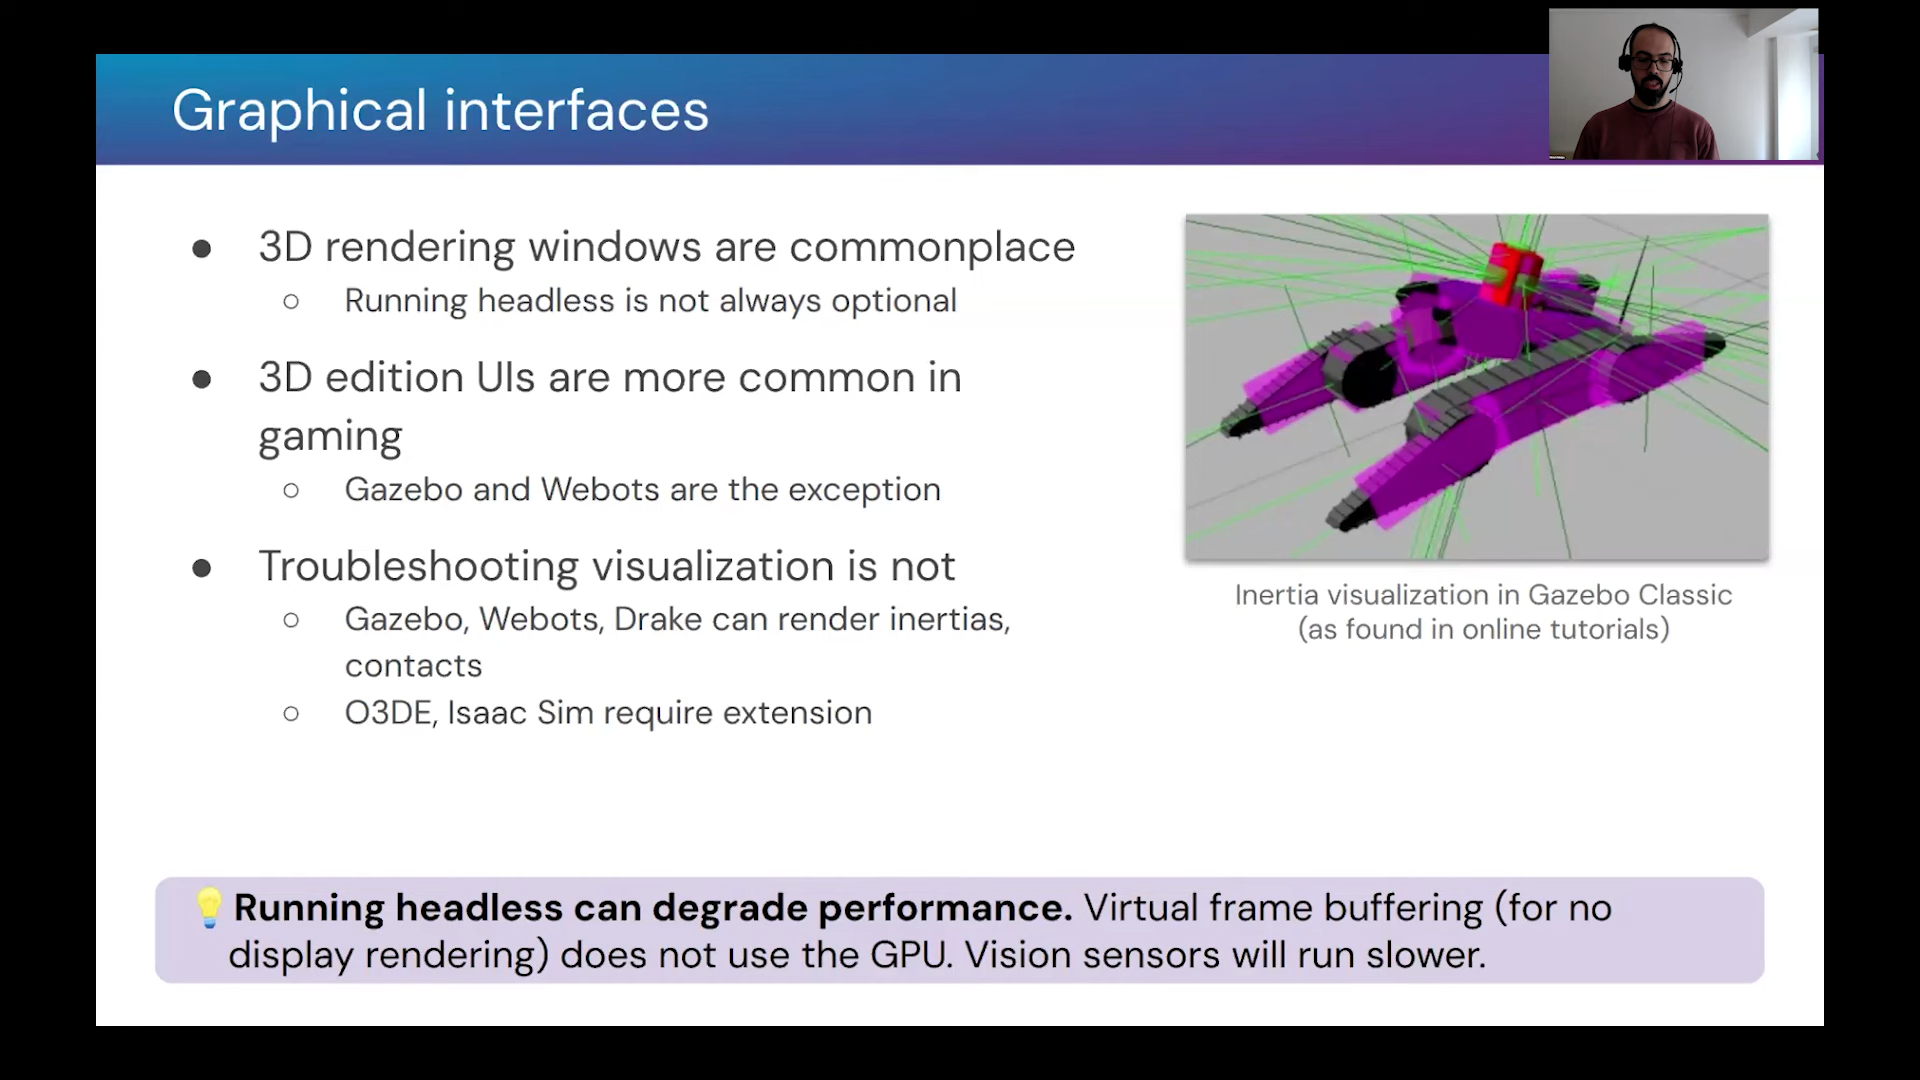 Graphical interfaces
● 3D rendering windows are commonplace
○ Running headless is not always optional
● 3D edition UIs are more common in
gaming
○ Gazebo and Webots are the exception
● Troubleshooting visualization is not
○ Gazebo, Webots, Drake can render inertias,
contacts
○ O3DE, Isaac Sim require extension
Inertia visualization in Gazebo Classic
(as found in online tutorials)
💡Running headless can degrade performance. Virtual frame buffering (for no
display rendering) does not use the GPU. Vision sensors will run slower.